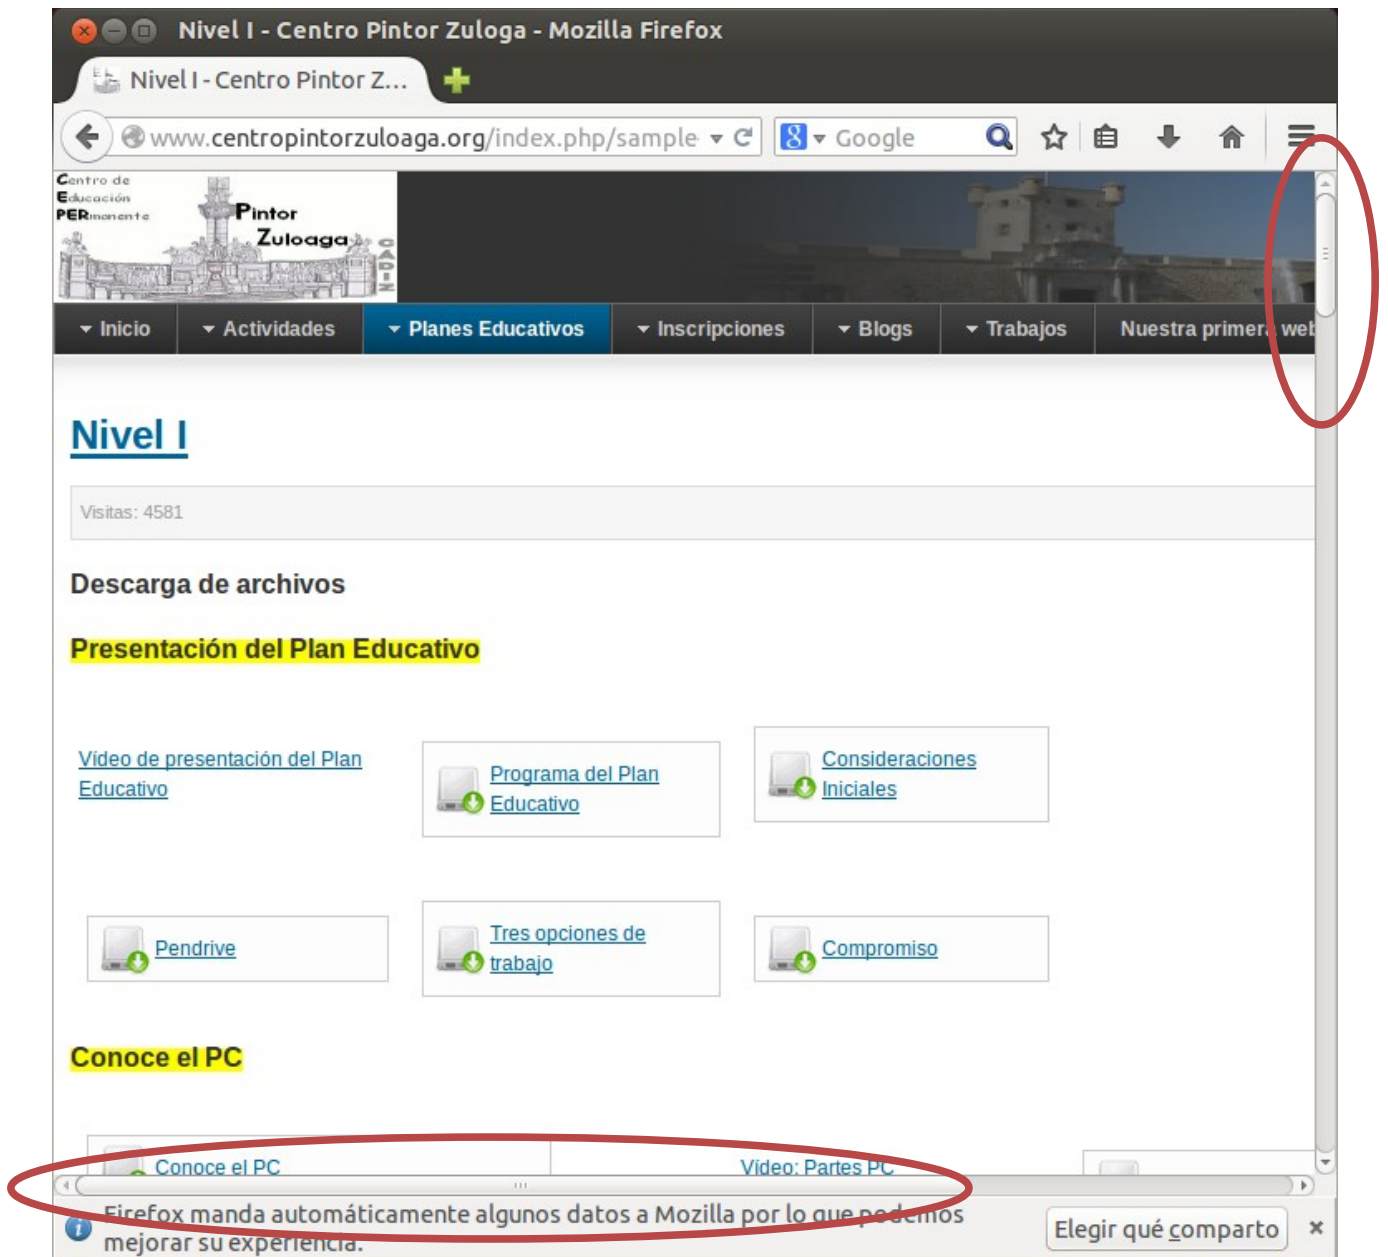 Nivel I - Centro Pintor Zuloga - Mozilla Firefox
Nivel I - Centro Pintor Z...
www.centropintorzuloaga.org/index.php/sample
8 Google
Centro de
Educación
PERmanente
Pintor
Zuloaga
CADIZ
Inicio Actividades Planes Educativos Inscripciones Blogs Trabajos Nuestra primera web
Nivel I
Visitas: 4581
Descarga de archivos
Presentación del Plan Educativo
Vídeo de presentación del Plan
Educativo
Programa del Plan
Educativo
Consideraciones
Iniciales
Pendrive
Tres opciones de
trabajo
Compromiso
Conoce el PC
Conoce el PC Vídeo: Partes PC
Firefox manda automáticamente algunos datos a Mozilla por lo que podemos
mejorar su experiencia.
Elegir qué comparto